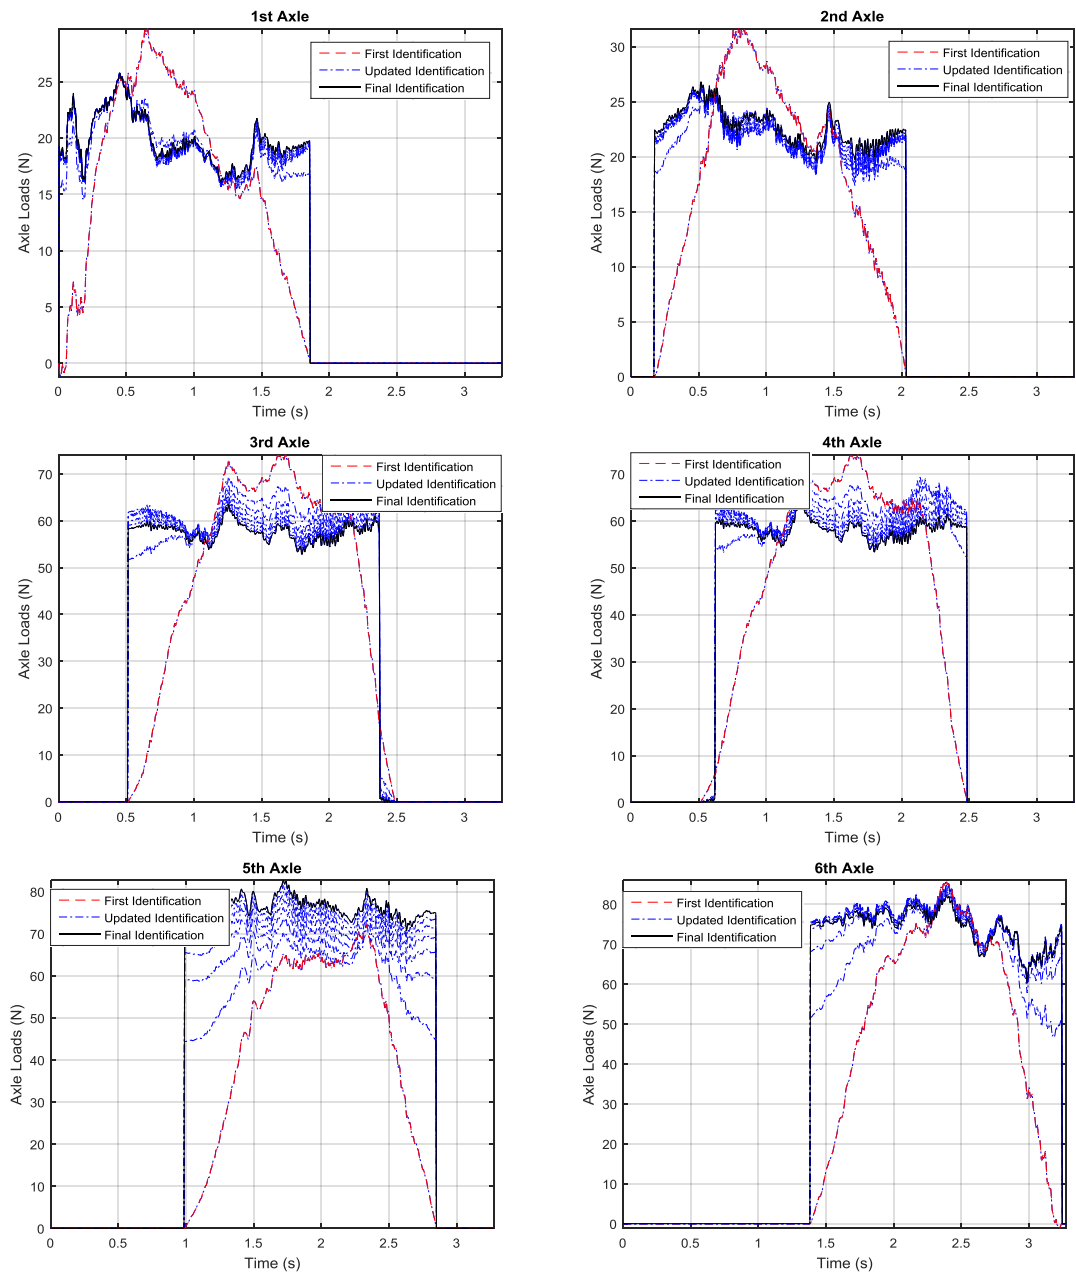 1st Axle
First Identification
Updated Identification
Final Identification
25
20
15
10
5
0
Axle Loads (N)
0 0.5 1 1.5 2 2.5 3
Time (s)
2nd Axle
First Identification
Updated Identification
Final Identification
30
25
20
15
10
5
0
Axle Loads (N)
0 0.5 1 1.5 2 2.5 3
Time (s)
3rd Axle
First Identification
Updated Identification
Final Identification
70
60
50
40
30
20
10
0
Axle Loads (N)
0 0.5 1 1.5 2 2.5 3
Time (s)
4th Axle
First Identification
Updated Identification
Final Identification
70
60
50
40
30
20
10
0
Axle Loads (N)
0 0.5 1 1.5 2 2.5 3
Time (s)
5th Axle
First Identification
Updated Identification
Final Identification
80
70
60
50
40
30
20
10
0
Axle Loads (N)
0 0.5 1 1.5 2 2.5 3
Time (s)
6th Axle
First Identification
Updated Identification
Final Identification
80
70
60
50
40
30
20
10
0
Axle Loads (N)
0 0.5 1 1.5 2 2.5 3
Time (s)